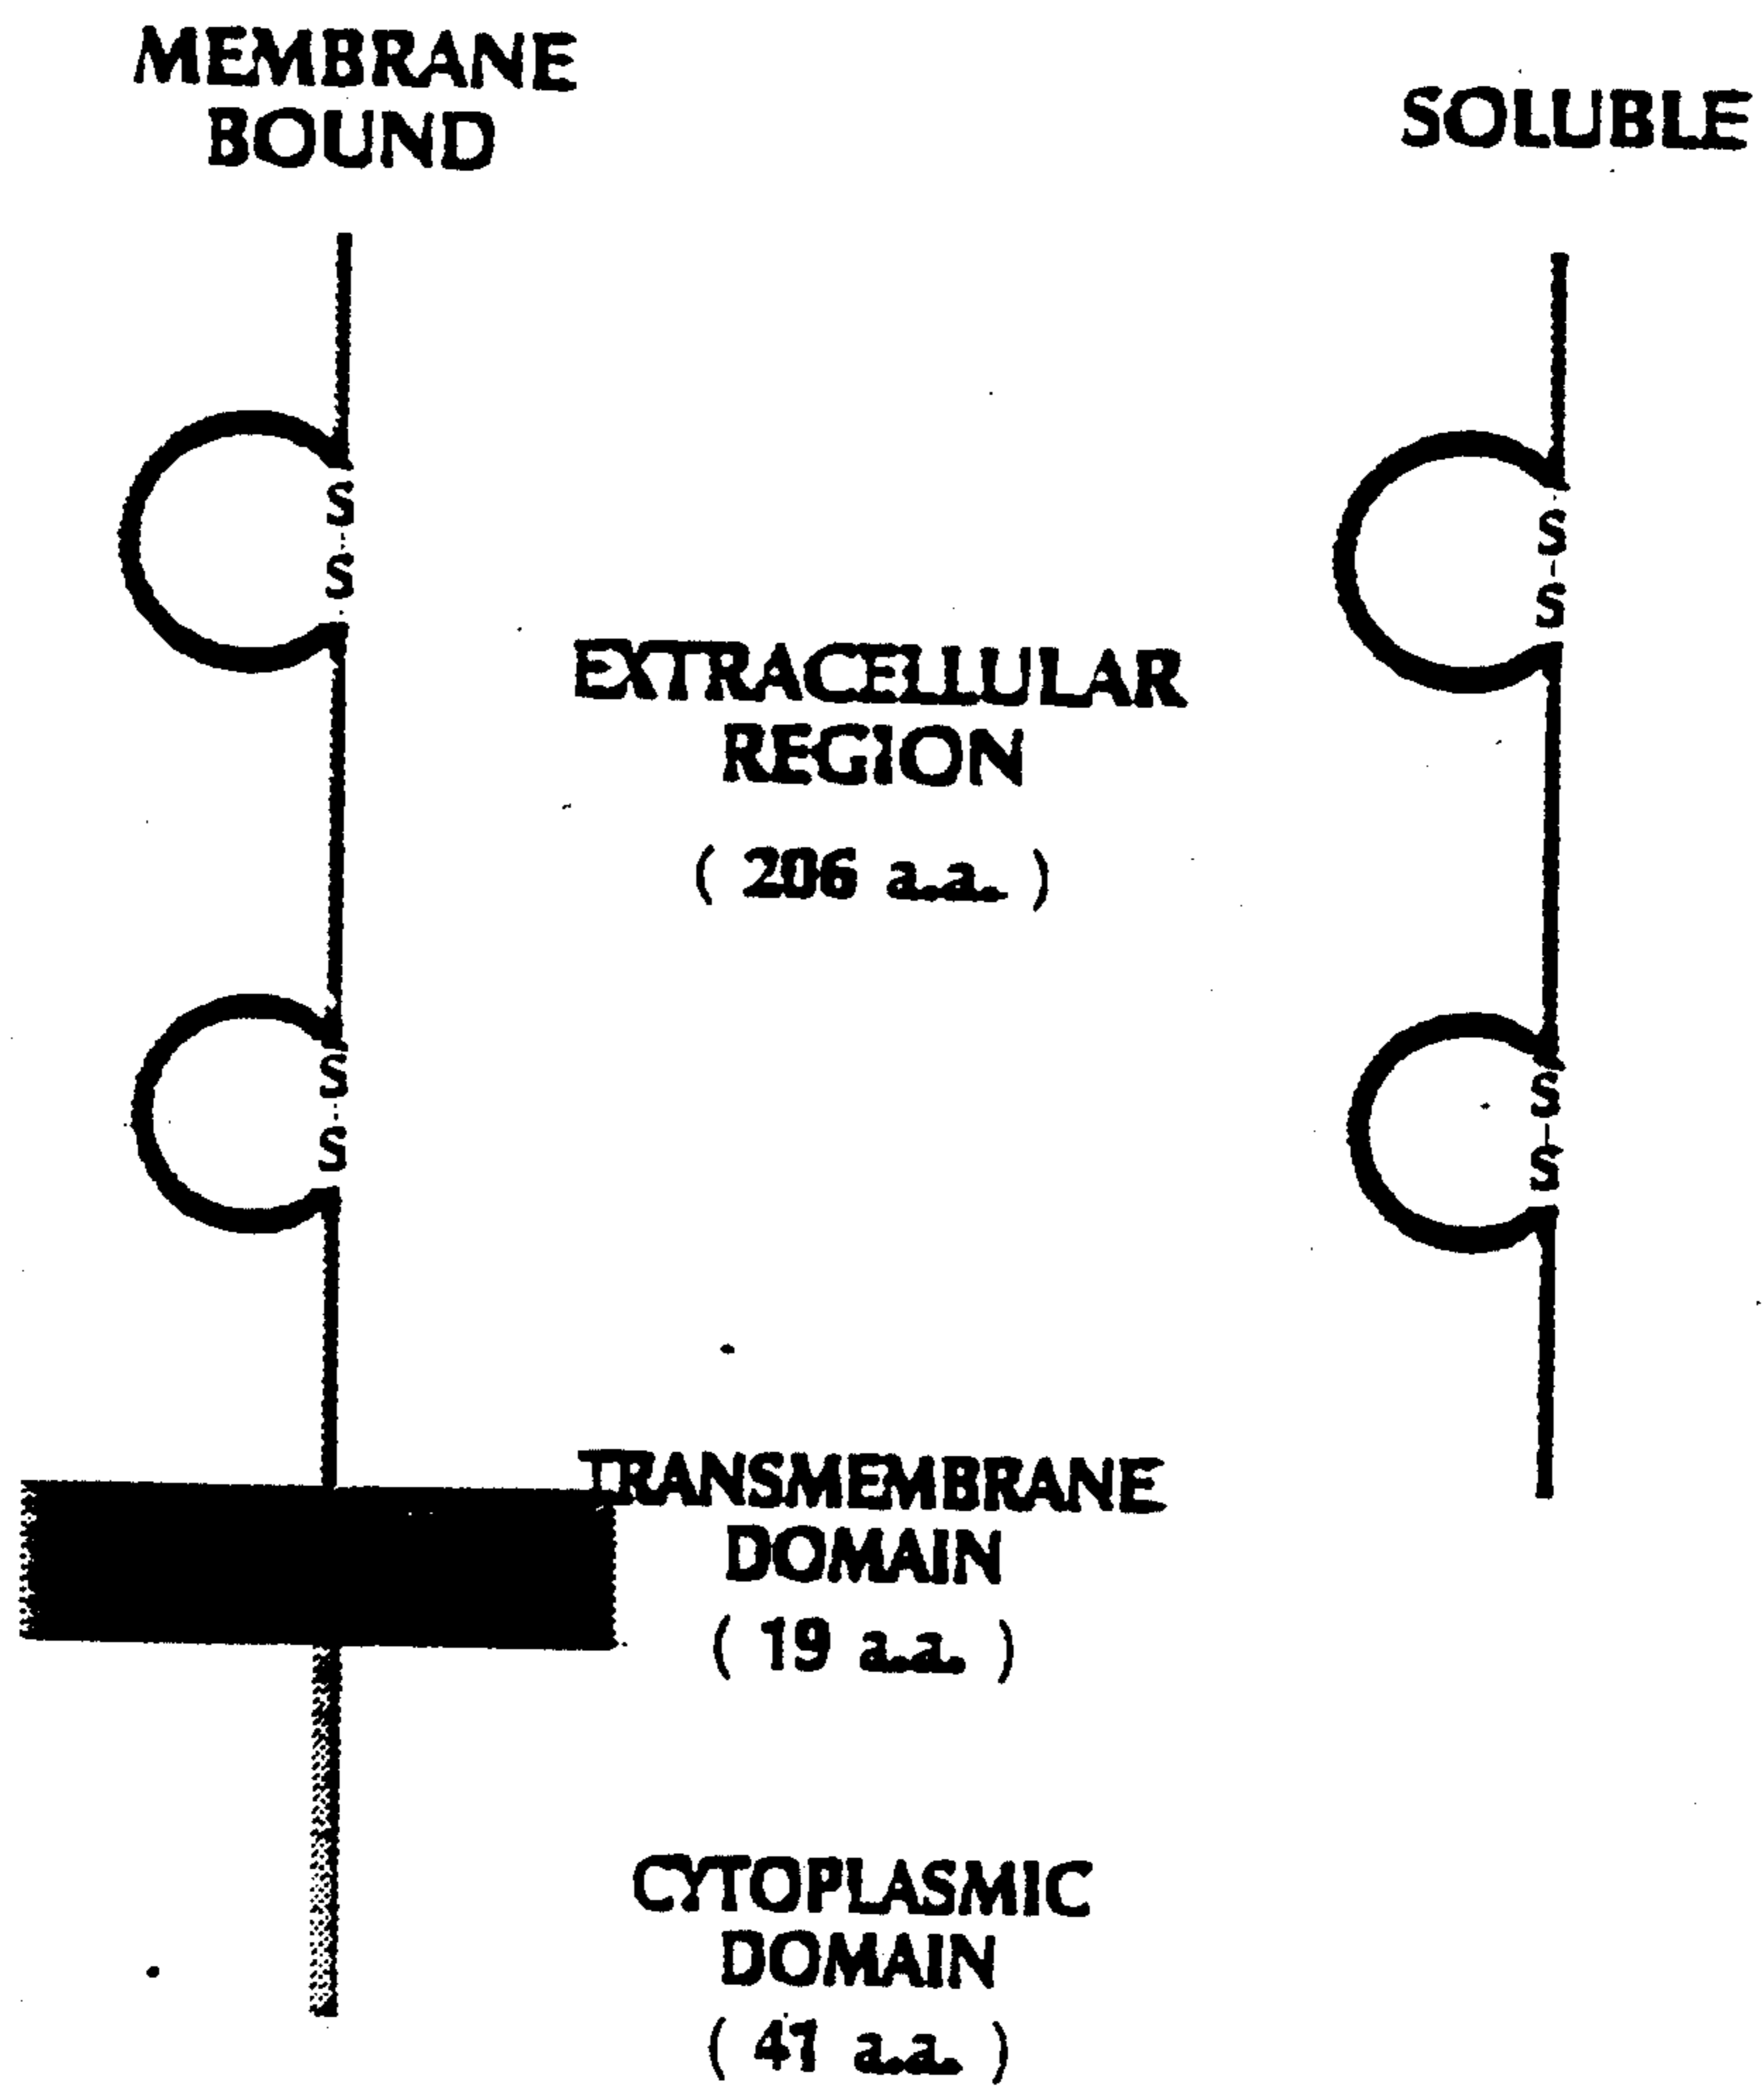 MEMBRANE
BOUND
SOLUBLE
S
S
S
S
EXTRACELLULAR
REGION
( 206 a.a. )
S
S
S
S
TRANSMEMBRANE
DOMAIN
( 19 a.a. )
CYTOPLASMIC
DOMAIN
( 41 a.a. )